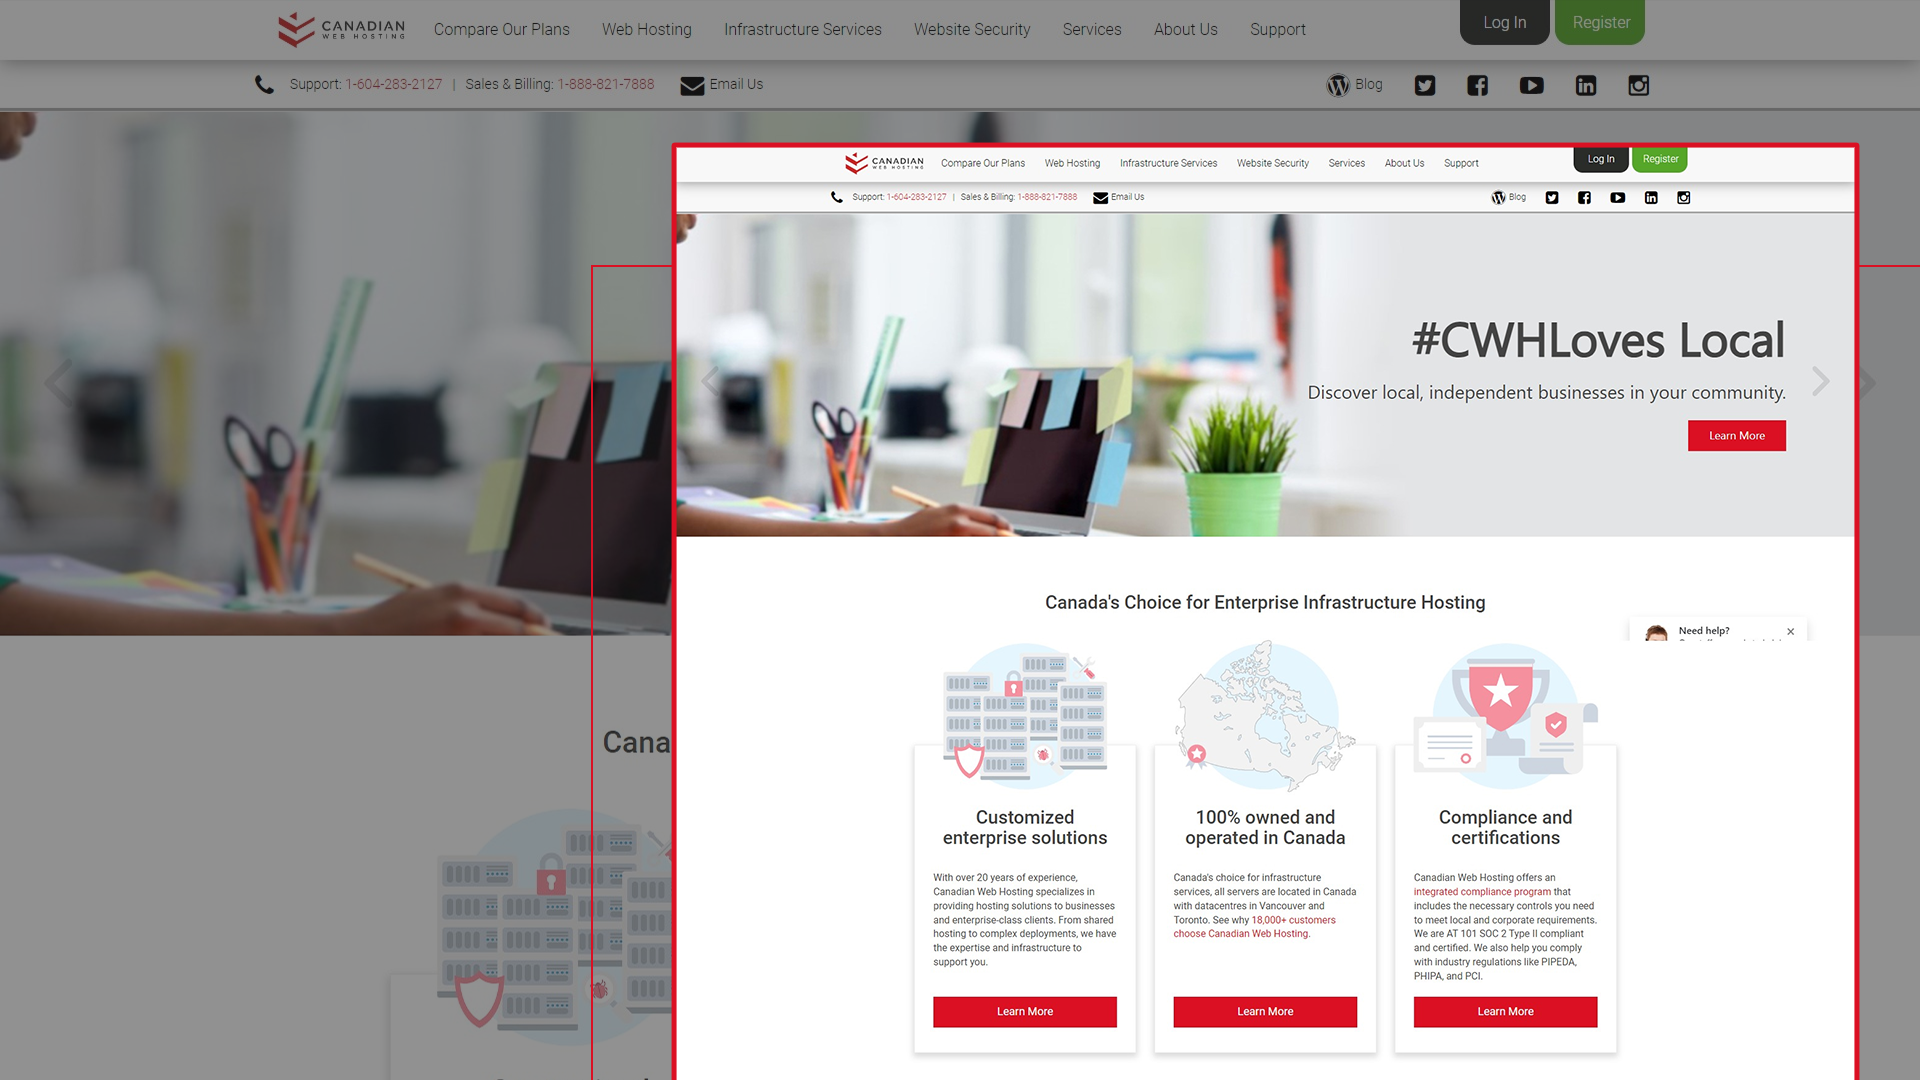 CANADIAN
WEB HOSTING
Compare Our Plans
Web Hosting
Infrastructure Services
Website Security
Services
About Us
Support
Log In
Register
Support: 1-604-283-2127 | Sales & Billing: 1-888-821-7888
Email Us
Blog
CANADIAN
WEB HOSTING
Compare Our Plans
Web Hosting
Infrastructure Services
Website Security
Services
About Us
Support
Log In
Register
Support: 1-604-283-2127 | Sales & Billing: 1-888-821-7888
Email Us
Blog
#CWHLoves Local
Discover local, independent businesses in your community.
Learn More
Canada's Choice for Enterprise Infrastructure Hosting
Need help?
Cana
Customized
enterprise solutions
With over 20 years of experience,
Canadian Web Hosting specializes in
providing hosting solutions to businesses
and enterprise-class clients. From shared
hosting to complex deployments, we have
the expertise and infrastructure to
support you.
Learn More
100% owned and
operated in Canada
Canada's choice for infrastructure
services, all servers are located in Canada
with datacentres in Vancouver and
Toronto. See why 18,000+ customers
choose Canadian Web Hosting.
Learn More
Compliance and
certifications
Canadian Web Hosting offers an
integrated compliance program that
includes the necessary controls you need
to meet local and corporate requirements.
We are AT 101 SOC 2 Type II compliant
and certified. We also help you comply
with industry regulations like PIPEDA,
PHIPA, and PCI.
Learn More